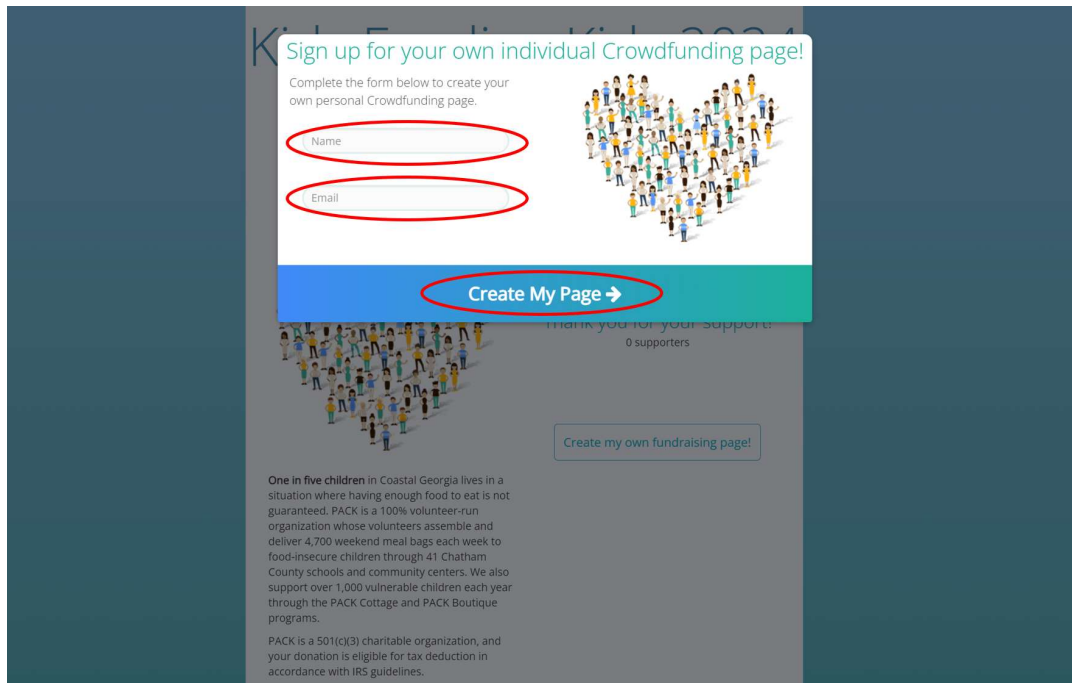 Sign up for your own individual Crowdfunding page!
Complete the form below to create your
own personal Crowdfunding page.
Name
Email
Create My Page
Thank you for your support!
0 supporters
Create my own fundraising page!
One in five children in Coastal Georgia lives in a
situation where having enough food to eat is not
guaranteed. PACK is a 100% volunteer-run
organization whose volunteers assemble and
deliver 4,700 weekend meal bags each week to
food-insecure children through 41 Chatham
County schools and community centers. We also
support over 1,000 vulnerable children each year
through the PACK Cottage and PACK Boutique
programs.
PACK is a 501(c)(3) charitable organization, and
your donation is eligible for tax deduction in
accordance with IRS guidelines.